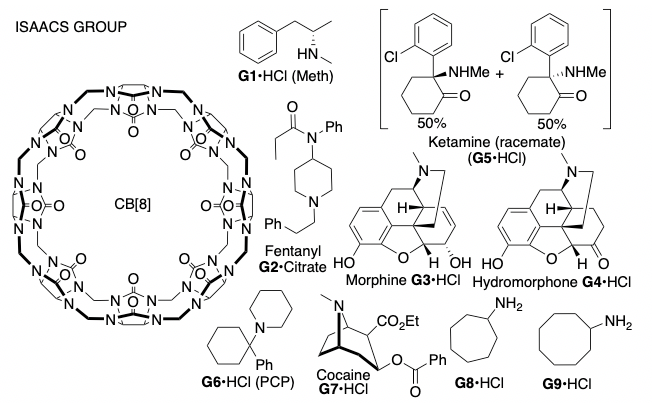 ISAACS GROUP
HN
G1•HCl (Meth)
Cl
NHMe
O
50%
+
Cl
NHMe
O
50%
Ketamine (racemate)
(G5•HCl)
N N N N N N N N N N N N N N N N
N N N N N N N N N N N N N N N N
O O O O O O O O O O O O O O O O
CB[8]
O
N Ph
N
Ph
Fentanyl
G2•Citrate
N
H
HO O H OH
Morphine G3•HCl
N
H
HO O H O
Hydromorphone G4•HCl
N
Ph
G6•HCl (PCP)
N
CO2Et
O Ph
O
Cocaine
G7•HCl
NH2
G8•HCl
NH2
G9•HCl